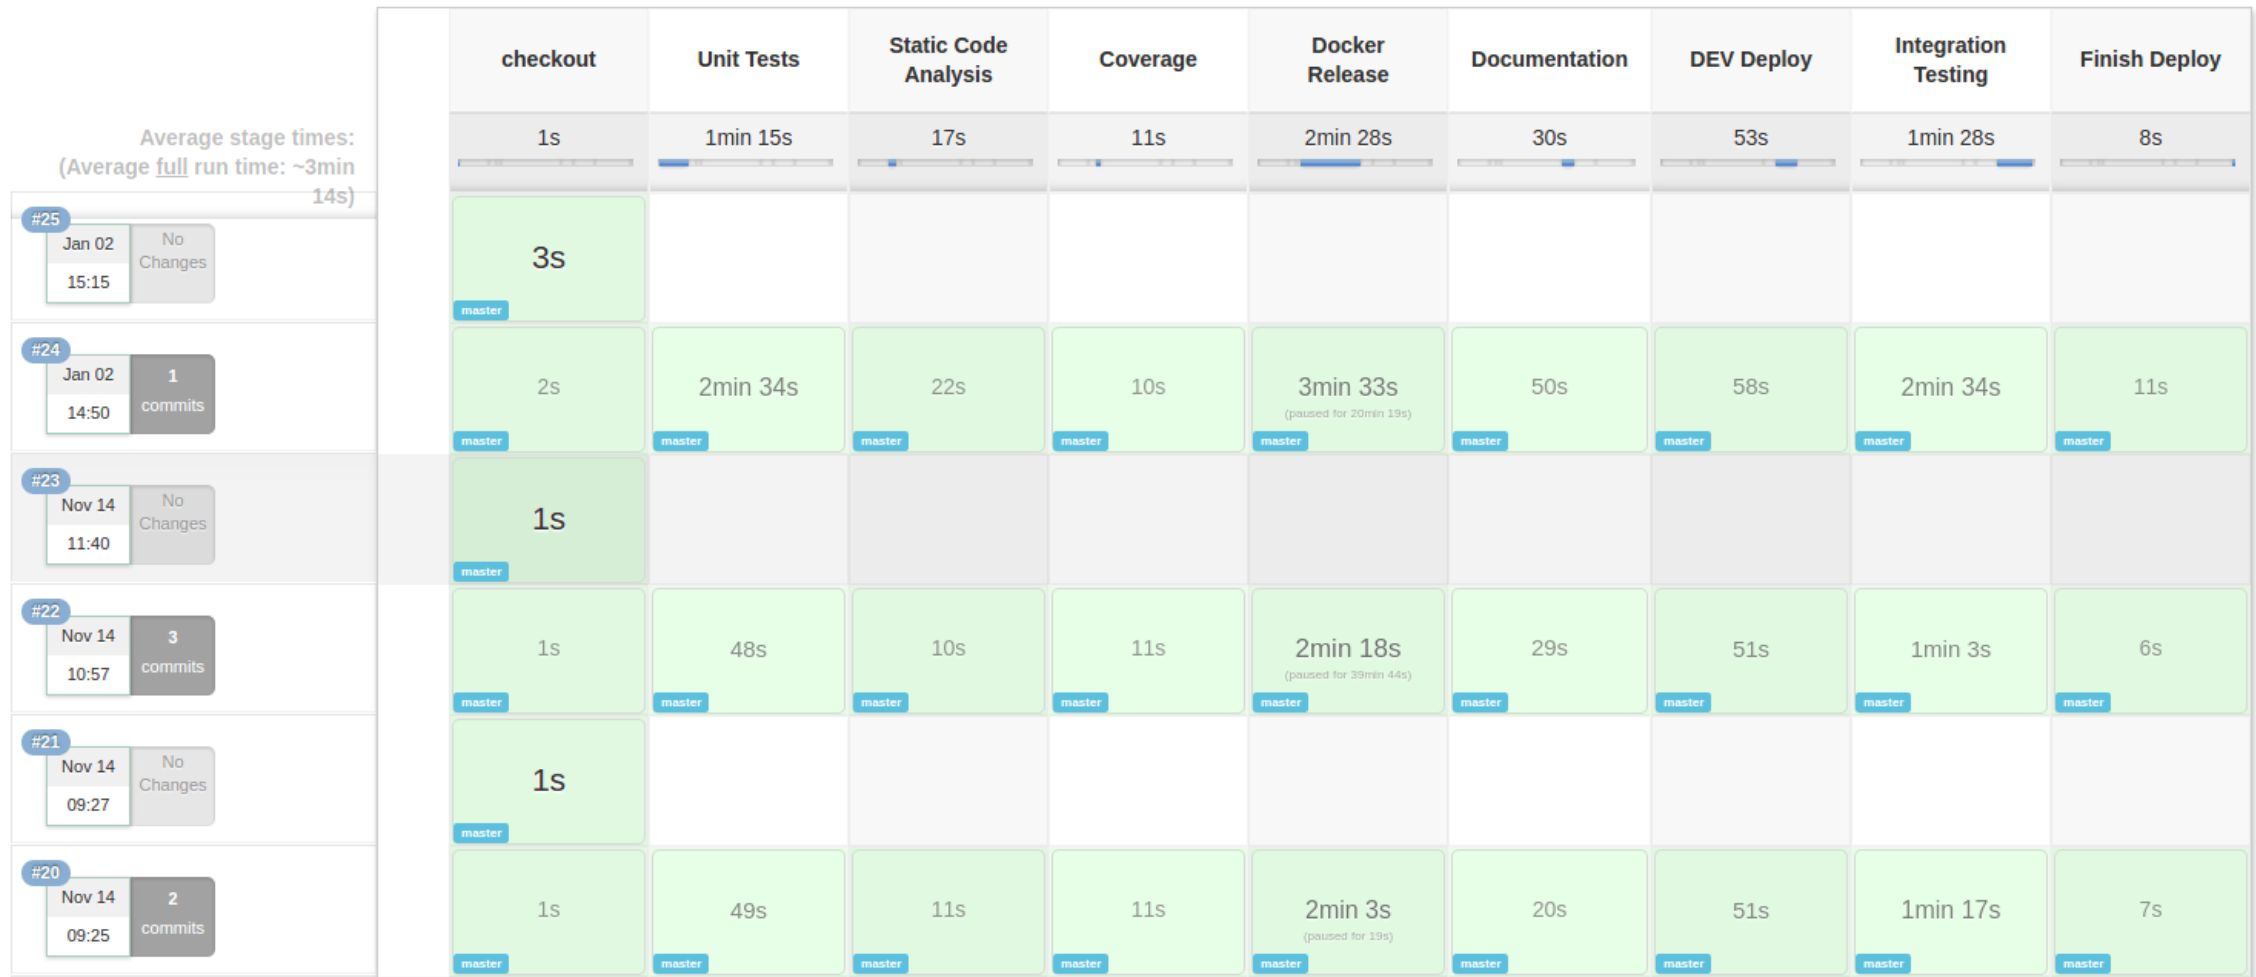 checkout
Unit Tests
Static Code
Analysis
Coverage
Docker
Release
Documentation
DEV Deploy
Integration
Testing
Finish Deploy
Average stage times:
(Average full run time: ~3min
14s)
1s
1min 15s
17s
11s
2min 28s
30s
53s
1min 28s
8s
#25
Jan 02
15:15
No
Changes
3s
master
#24
Jan 02
14:50
1
commits
2s
master
2min 34s
master
22s
master
10s
master
3min 33s
(paused for 20min 19s)
master
50s
master
58s
master
2min 34s
master
11s
master
#23
Nov 14
11:40
No
Changes
1s
master
#22
Nov 14
10:57
3
commits
1s
master
48s
master
10s
master
11s
master
2min 18s
(paused for 39min 44s)
master
29s
master
51s
master
1min 3s
master
6s
master
#21
Nov 14
09:27
No
Changes
1s
master
#20
Nov 14
09:25
2
commits
1s
master
49s
master
11s
master
11s
master
2min 3s
(paused for 19s)
master
20s
master
51s
master
1min 17s
master
7s
master